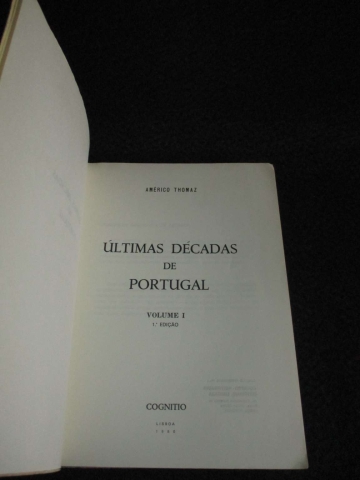 AMÉRICO THOMAZ
ÚLTIMAS DÉCADAS
DE
PORTUGAL
VOLUME I
1.ª EDIÇÃO
COGNITIO
LISBOA